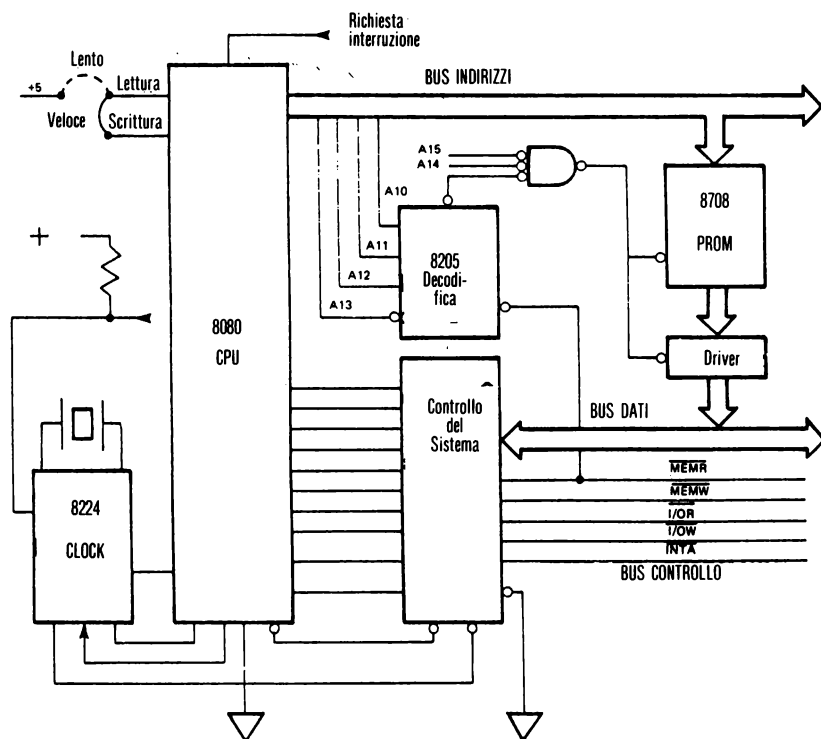 Richiesta
interruzione
Lento
+5
Lettura
Veloce
Scrittura
BUS INDIRIZZI
A15
A14
A10
8708
PROM
A11
8205
Decodi-
fica
A12
A13
+
8080
CPU
Driver
Controllo
del
Sistema
BUS DATI
MEMR
MEMW
I/OR
I/OW
INTA
BUS CONTROLLO
8224
CLOCK